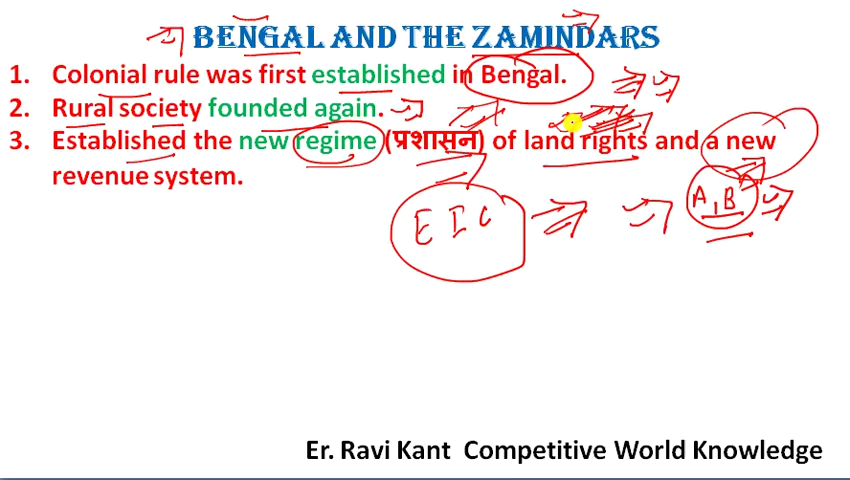 BENGAL AND THE ZAMINDARS
1. Colonial rule was first established in Bengal.
2. Rural society founded again.
3. Established the new regime (प्रशासन) of land rights and a new
revenue system.
A, B
E I C
Er. Ravi Kant Competitive World Knowledge